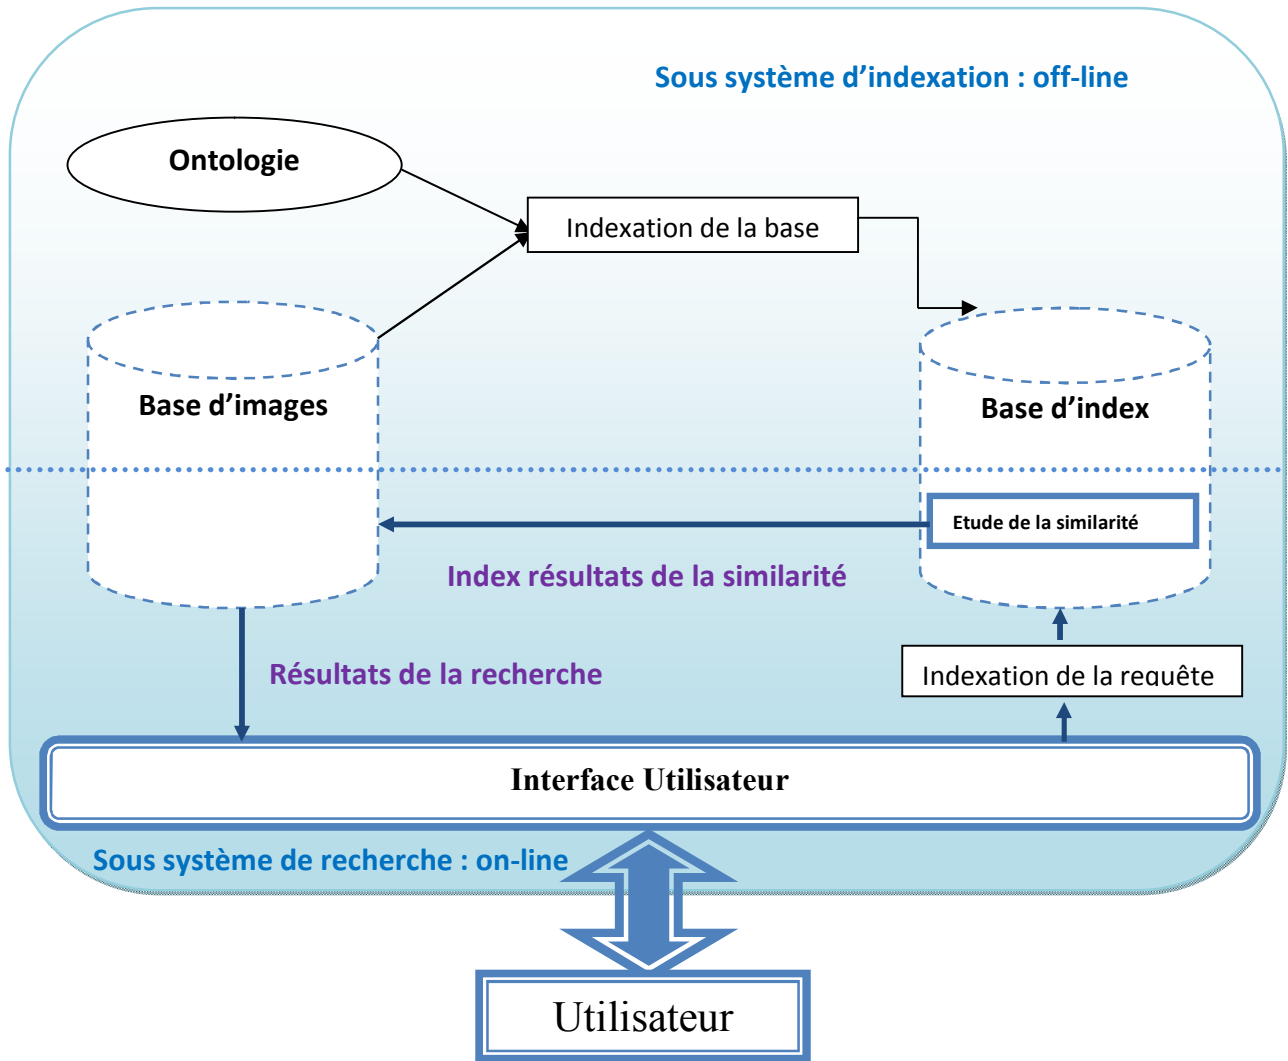 Sous système d’indexation : off-line
Ontologie
Indexation de la base
Base d’images
Base d’index
Etude de la similarité
Index résultats de la similarité
Résultats de la recherche
Indexation de la requête
Interface Utilisateur
Sous système de recherche : on-line
Utilisateur